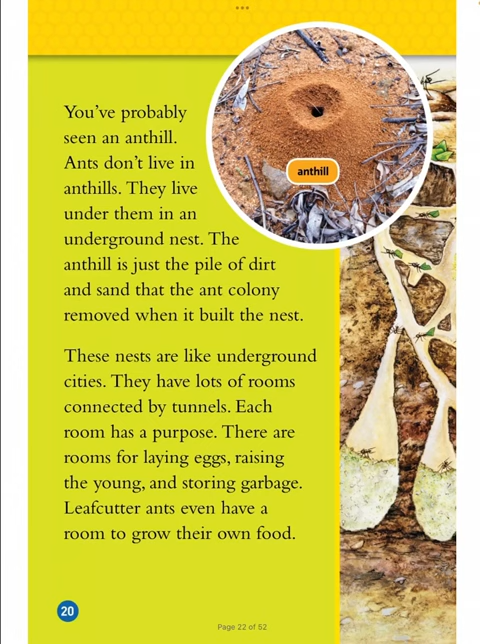 You’ve probably
seen an anthill.
Ants don’t live in
anthills. They live
under them in an
underground nest. The
anthill is just the pile of dirt
and sand that the ant colony
removed when it built the nest.
anthill
These nests are like underground
cities. They have lots of rooms
connected by tunnels. Each
room has a purpose. There are
rooms for laying eggs, raising
the young, and storing garbage.
Leafcutter ants even have a
room to grow their own food.
20
Page 22 of 52